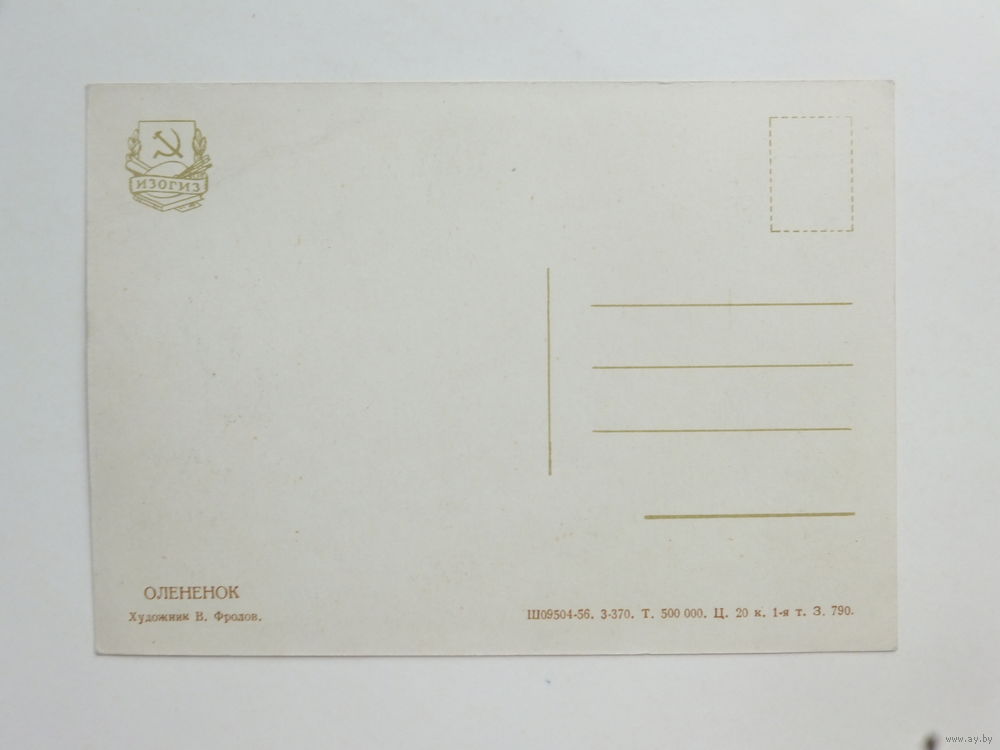 ИЗОГИЗ
ОЛЕНЕНОК
Художник В. Фролов.
Ш09504-56. 3-370. Т. 500 000. Ц. 20 к. 1-я т. З. 790.
www.ay.by